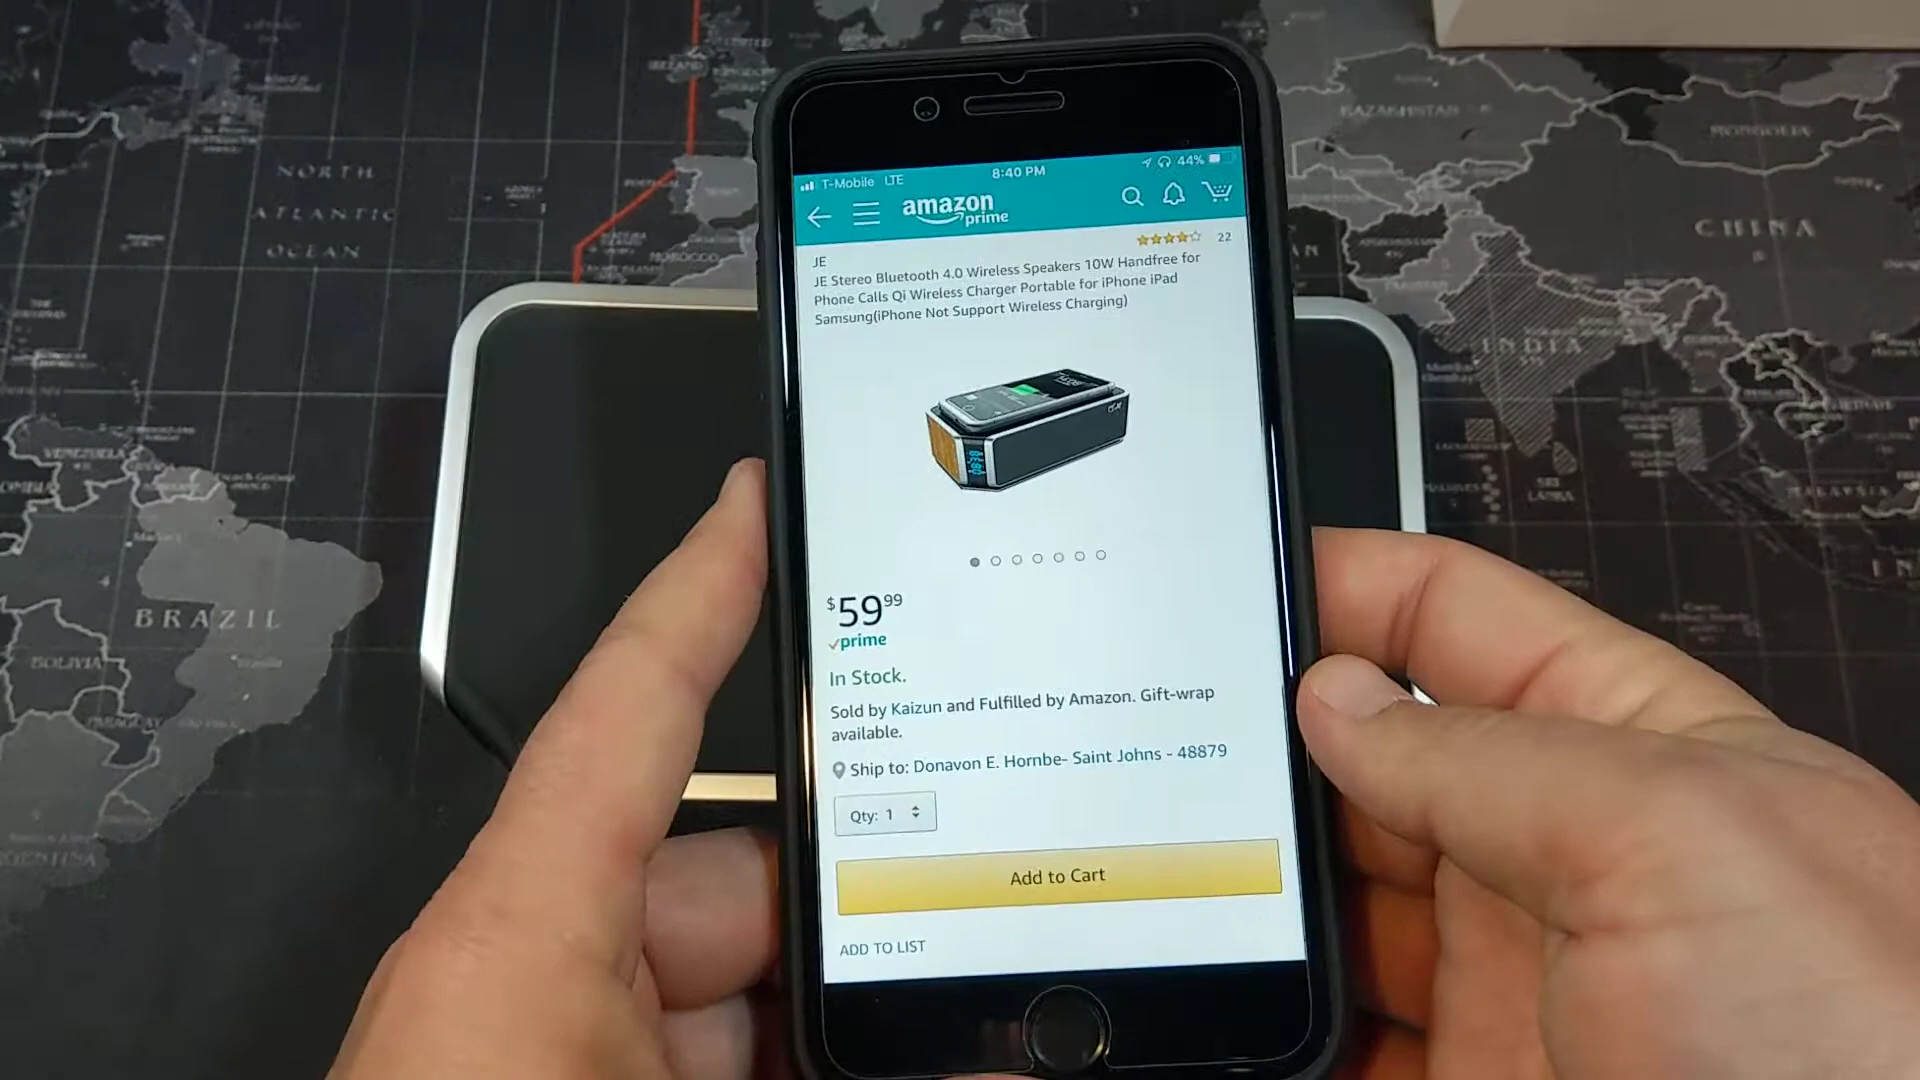 NORTH
ATLANTIC
OCEAN
BRAZIL
BOLIVIA
KAZAKHSTAN
MONGOLIA
CHINA
INDIA
SRI
LANKA
T-Mobile LTE
8:40 PM
44%
amazon
prime
22
JE
JE Stereo Bluetooth 4.0 Wireless Speakers 10W Handfree for
Phone Calls Qi Wireless Charger Portable for iPhone iPad
Samsung(iPhone Not Support Wireless Charging)
$59.99
prime
In Stock.
Sold by Kaizun and Fulfilled by Amazon. Gift-wrap
available.
Ship to: Donavon E. Hornbe- Saint Johns - 48879
Qty: 1
Add to Cart
ADD TO LIST